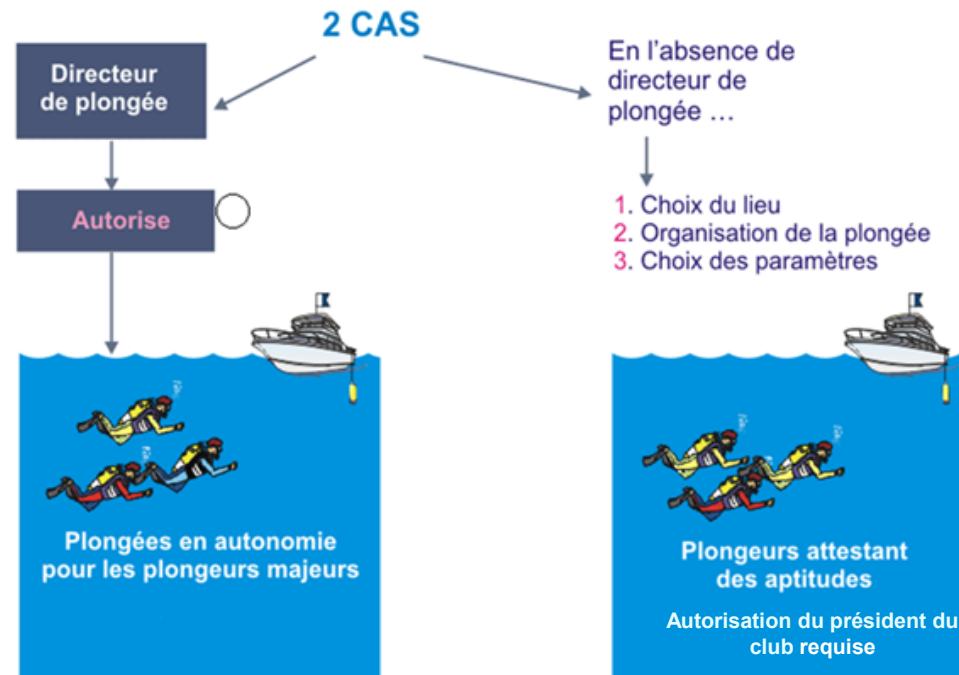 2 CAS
Directeur
de plongée
Autorise
Plongées en autonomie
pour les plongeurs majeurs
En l’absence de
directeur de
plongée …
1. Choix du lieu
2. Organisation de la plongée
3. Choix des paramètres
Plongeurs attestant
des aptitudes
Autorisation du président du
club requise